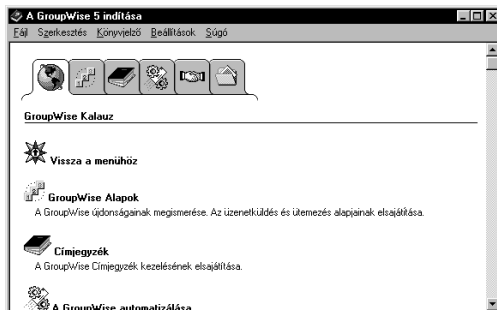 A GroupWise 5 indítása
Fájl Szerkesztés Könyvjelző Beállítások Súgó
GroupWise Kalauz
Vissza a menühöz
GroupWise Alapok
A GroupWise újdonságainak megismerése. Az üzenetküldés és ütemezés alapjainak elsajátítása.
Címjegyzék
A GroupWise Címjegyzék kezelésének elsajátítása.
A GroupWise automatizálása